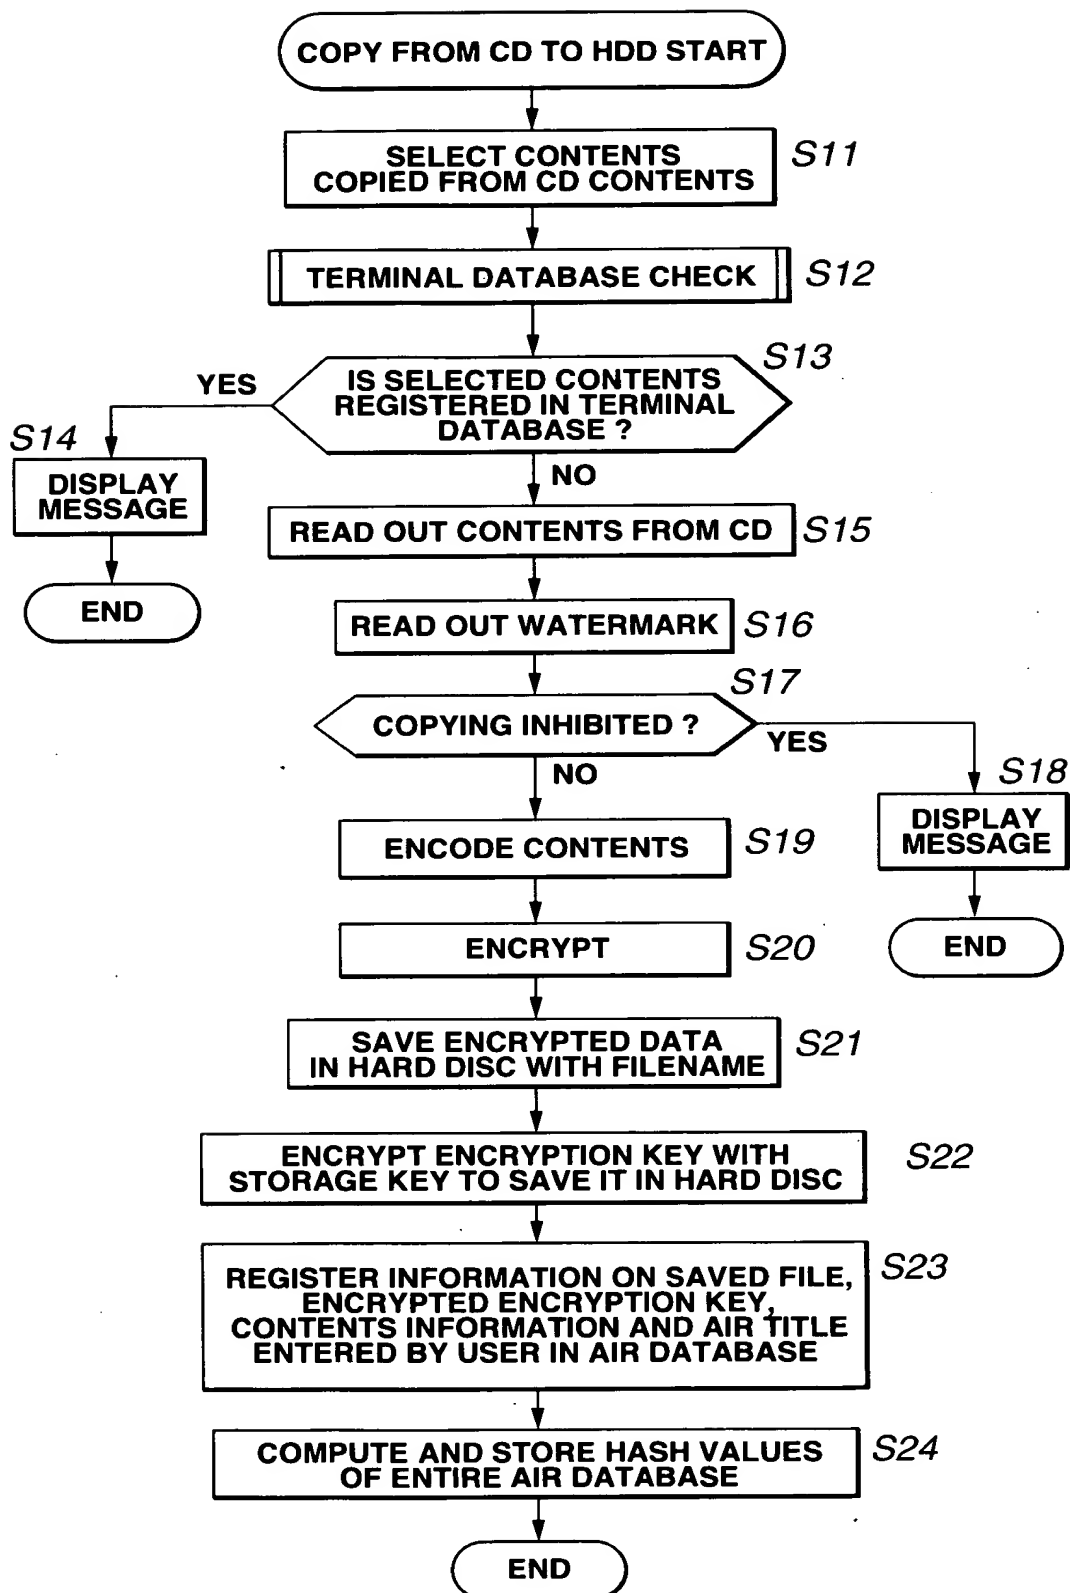 COPY FROM CD TO HDD START
SELECT CONTENTS
COPIED FROM CD CONTENTS
S11
TERMINAL DATABASE CHECK
S12
S13
IS SELECTED CONTENTS
REGISTERED IN TERMINAL
DATABASE ?
YES
NO
S14
DISPLAY
MESSAGE
END
READ OUT CONTENTS FROM CD
S15
READ OUT WATERMARK
S16
S17
COPYING INHIBITED ?
YES
NO
S18
DISPLAY
MESSAGE
END
ENCODE CONTENTS
S19
ENCRYPT
S20
SAVE ENCRYPTED DATA
IN HARD DISC WITH FILENAME
S21
ENCRYPT ENCRYPTION KEY WITH
STORAGE KEY TO SAVE IT IN HARD DISC
S22
REGISTER INFORMATION ON SAVED FILE,
ENCRYPTED ENCRYPTION KEY,
CONTENTS INFORMATION AND AIR TITLE
ENTERED BY USER IN AIR DATABASE
S23
COMPUTE AND STORE HASH VALUES
OF ENTIRE AIR DATABASE
S24
END